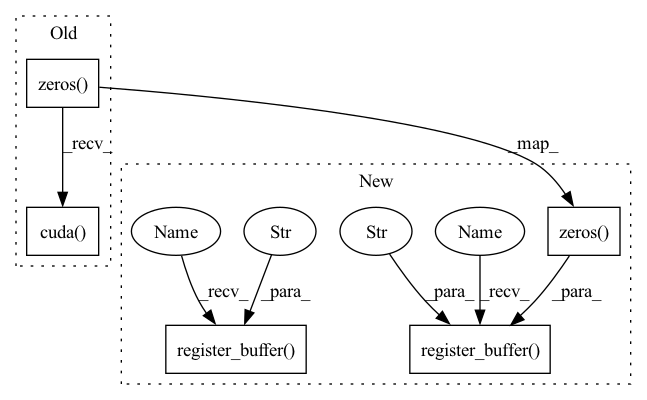 Old
zeros()
_recv_
_map_
cuda()
New
Name
Str
Str
Name
zeros()
_recv_
_para_
_para_
_recv_
_para_
register_buffer()
register_buffer()